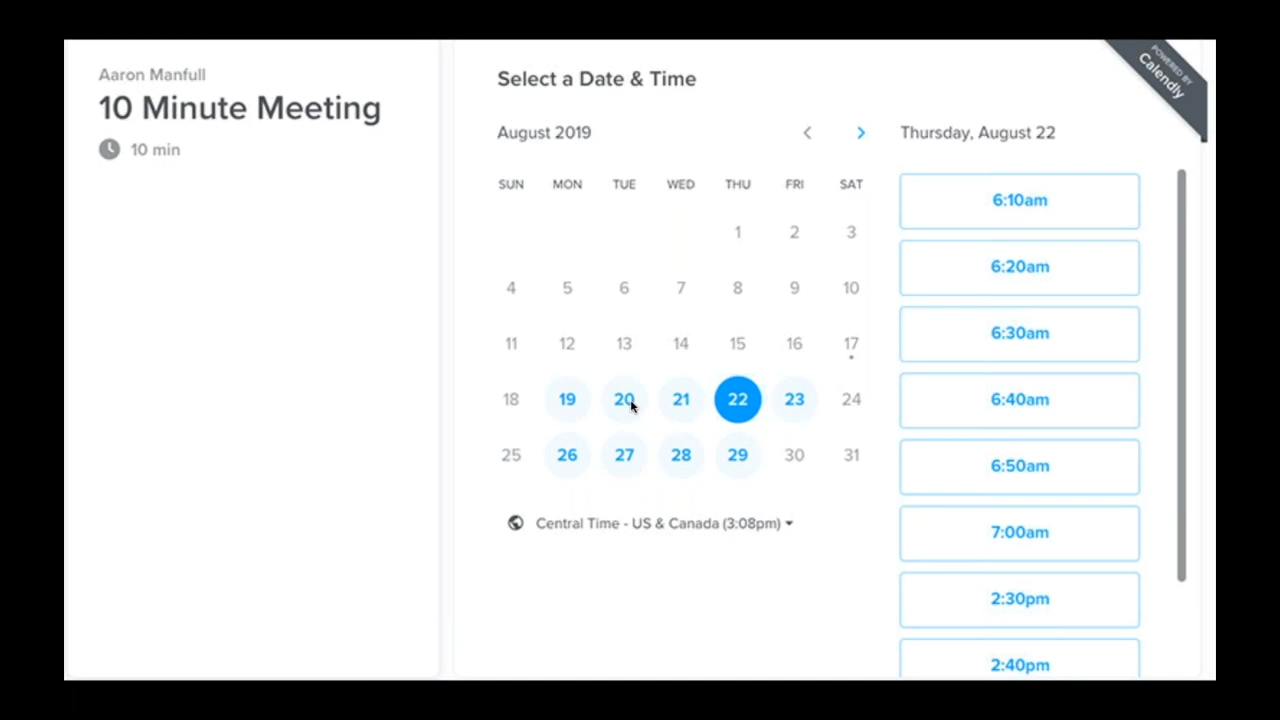 Aaron Manfull
10 Minute Meeting
10 min
Select a Date & Time
August 2019
SUN MON TUE WED THU FRI SAT
1 2 3
4 5 6 7 8 9 10
11 12 13 14 15 16 17
18 19 20 21 22 23 24
25 26 27 28 29 30 31
Central Time - US & Canada (3:08pm)
Thursday, August 22
6:10am
6:20am
6:30am
6:40am
6:50am
7:00am
2:30pm
2:40pm
POWERED BY
Calendly